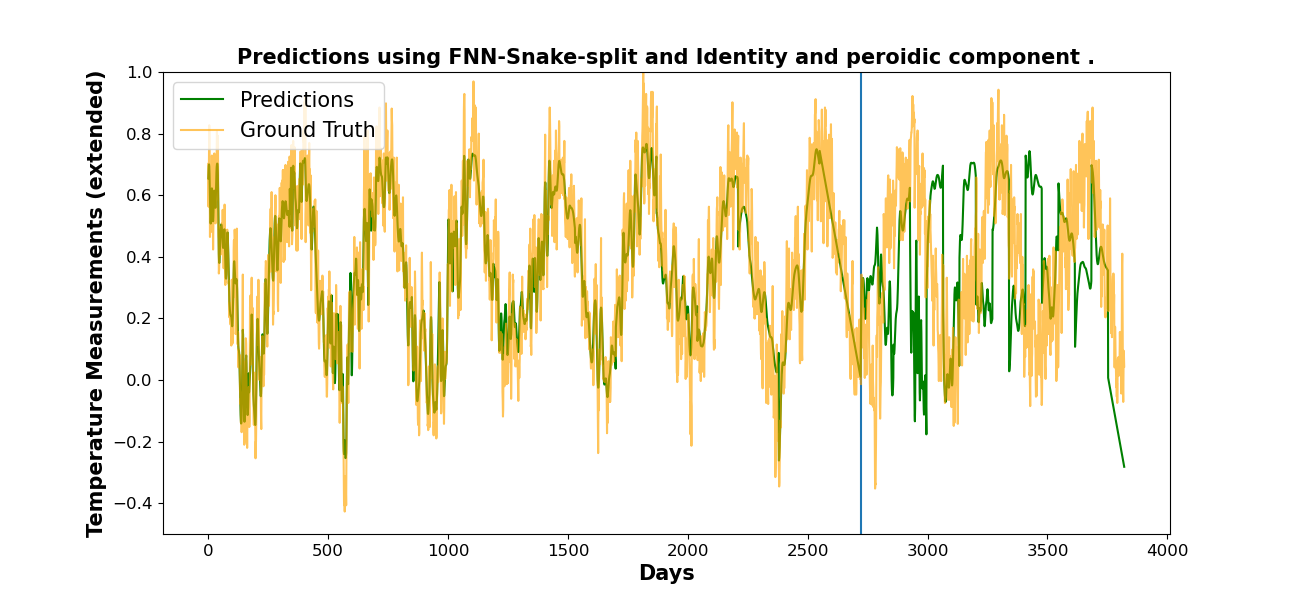 Predictions using FNN-Snake-split and Identity and peroidic component .
Temperature Measurements (extended)
1.0
0.8
0.6
0.4
0.2
0.0
−0.2
−0.4
Predictions
Ground Truth
0 500 1000 1500 2000 2500 3000 3500 4000
Days